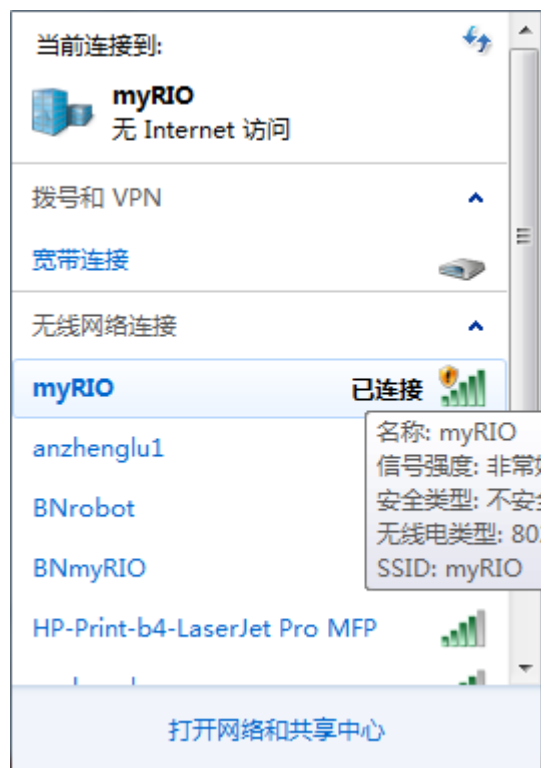 当前连接到:
myRIO
无 Internet 访问
拨号和 VPN
宽带连接
无线网络连接
myRIO 已连接
anzhenglu1
名称: myRIO
信号强度: 非常
BNrobot
安全类型: 不安
无线电类型: 80
BNmyRIO
SSID: myRIO
HP-Print-b4-LaserJet Pro MFP
打开网络和共享中心